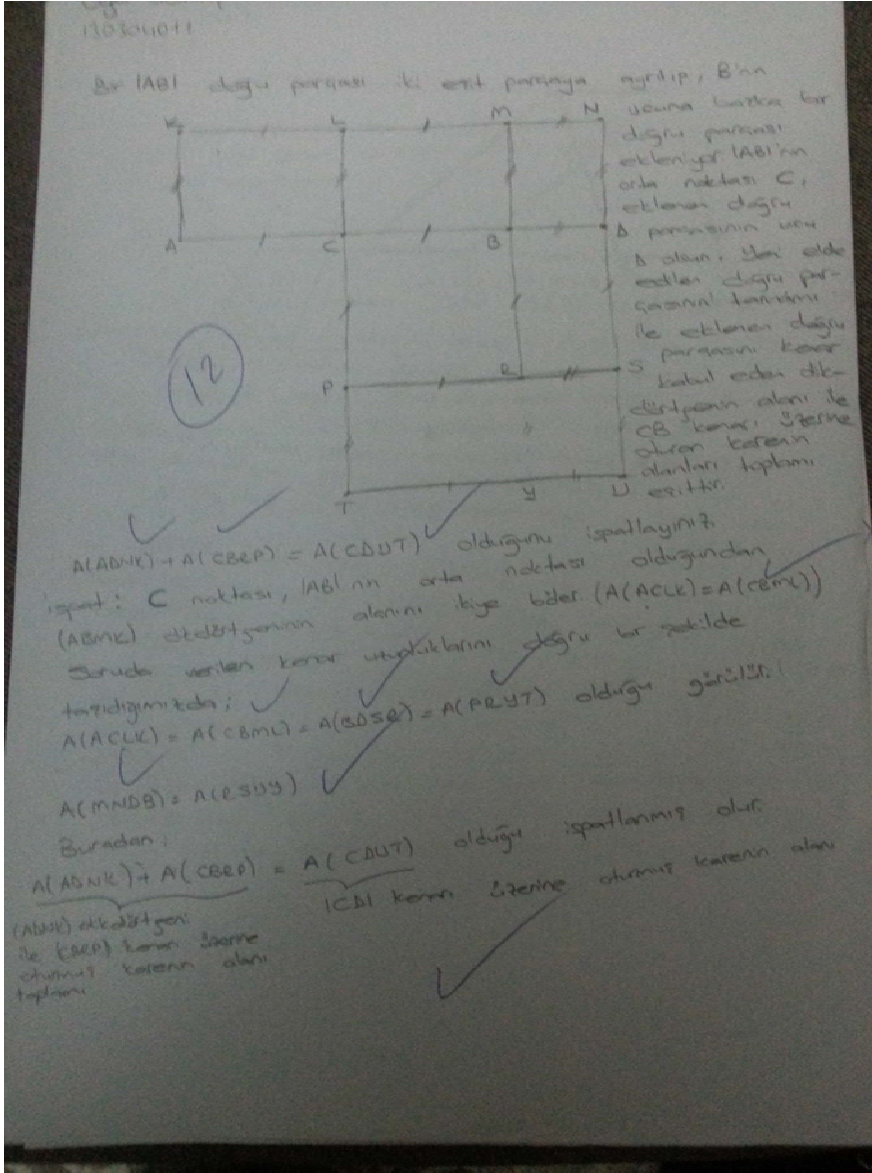 130304011
Bir |AB| doğru parçası iki eşit parçaya ayrılıp, B'nin
ucuna başka bir
doğru parçası
ekleniyor |AB|'nin
orta noktası C,
eklenen doğru
parçasının ucu
D olsun. Yeni elde
edilen doğru par-
çasının tamamı
ile eklenen doğru
parçasını kenar
kabul eden dik-
dörtgenin alanı ile
CB kenarı üzerine
oturan karenin
alanları toplamı
eşittir.
K L M N
A C B D
12
P R S
T Y U
A(ADNK) + A(CBRP) = A(CDUT) olduğunu ispatlayınız.
ispat: C noktası, |AB|'nin orta noktası olduğundan,
(ABMK) dikdörtgeninin alanını ikiye böler (A(ACLK) = A(CBML))
Soruda verilen kenar uzunluklarını doğru bir şekilde
taşıdığımızda;
A(ACLK) = A(CBML) = A(BDSR) = A(PRYT) olduğu görülür.
A(MNDB) = A(RSUY)
Buradan;
A(ADNK) + A(CBRP) = A(CDUT) olduğu ispatlanmış olur.
|CD| kenarı üzerine oturmuş karenin alanı
(ADNK) dikdörtgeni
ile (CBRP) kenarı üzerine
oturmuş karenin alanı
toplamı